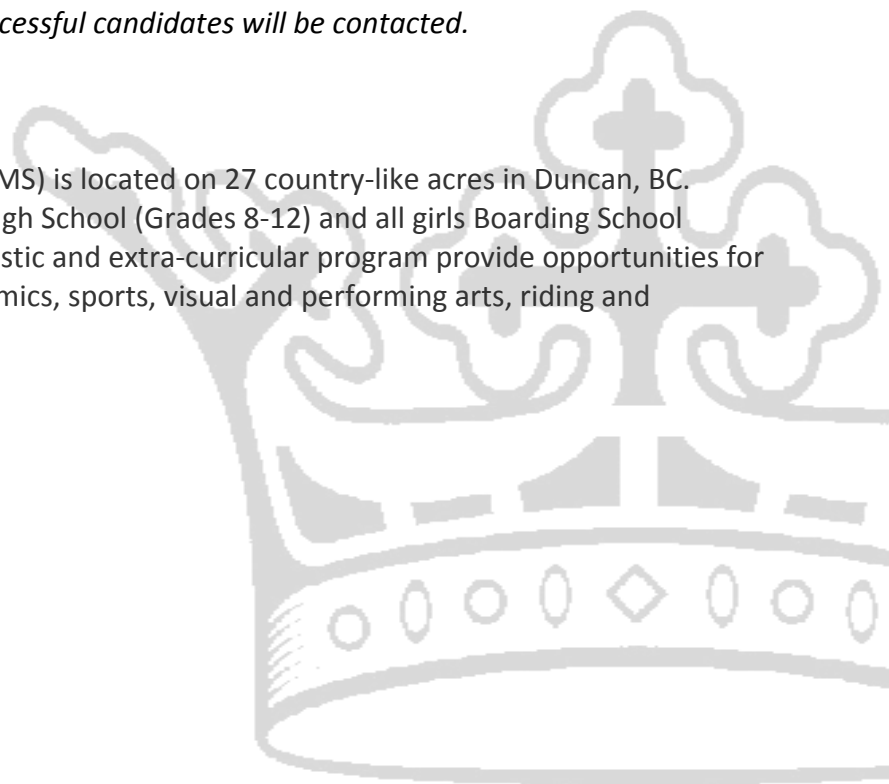 cessful candidates will be contacted.
MS) is located on 27 country-like acres in Duncan, BC.
gh School (Grades 8-12) and all girls Boarding School
stic and extra-curricular program provide opportunities for
mics, sports, visual and performing arts, riding and